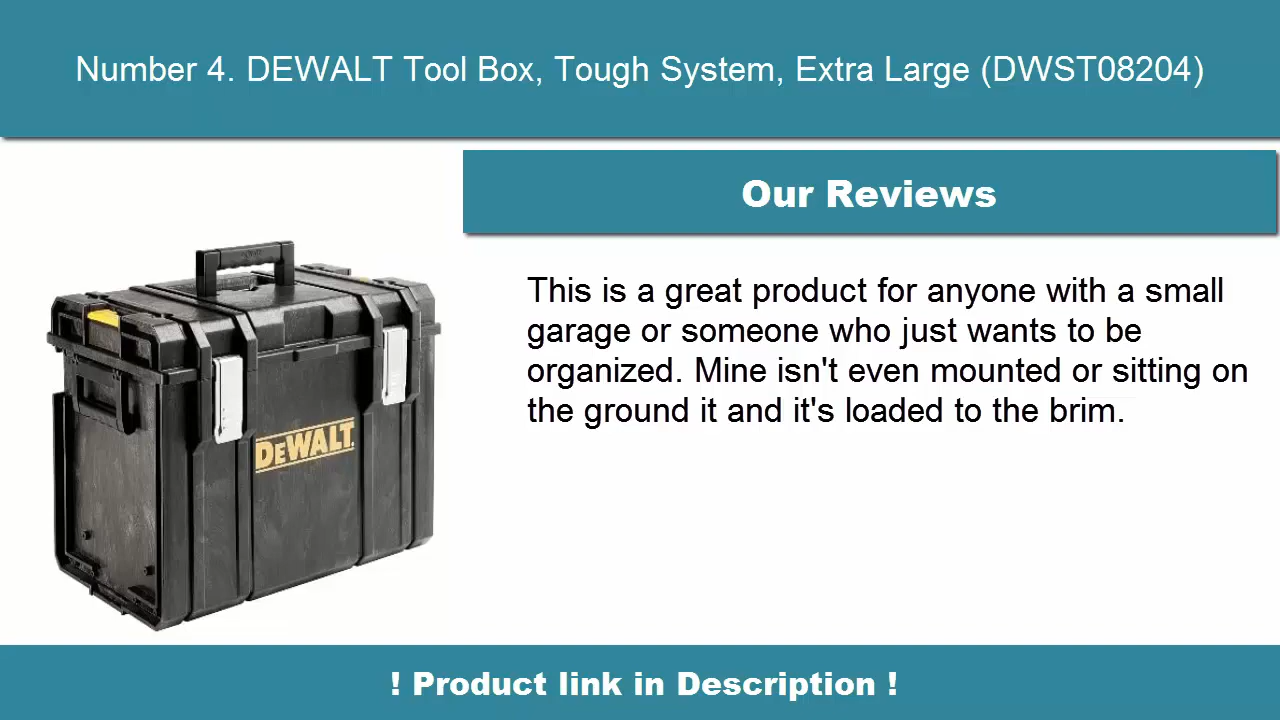 Number 4. DEWALT Tool Box, Tough System, Extra Large (DWST08204)
Our Reviews
This is a great product for anyone with a small
garage or someone who just wants to be
organized. Mine isn't even mounted or sitting on
the ground it and it's loaded to the brim.
DEWALT
! Product link in Description !